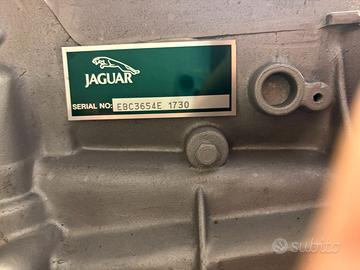 JAGUAR
SERIAL NO: EBC3654E 1730
subito